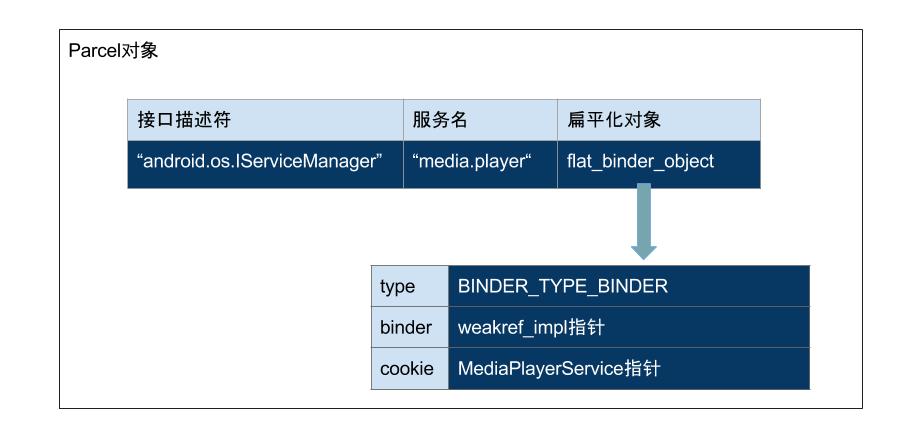 Parcel对象
接口描述符 服务名 扁平化对象
“android.os.IServiceManager” “media.player“ flat_binder_object
type BINDER_TYPE_BINDER
binder weakref_impl指针
cookie MediaPlayerService指针